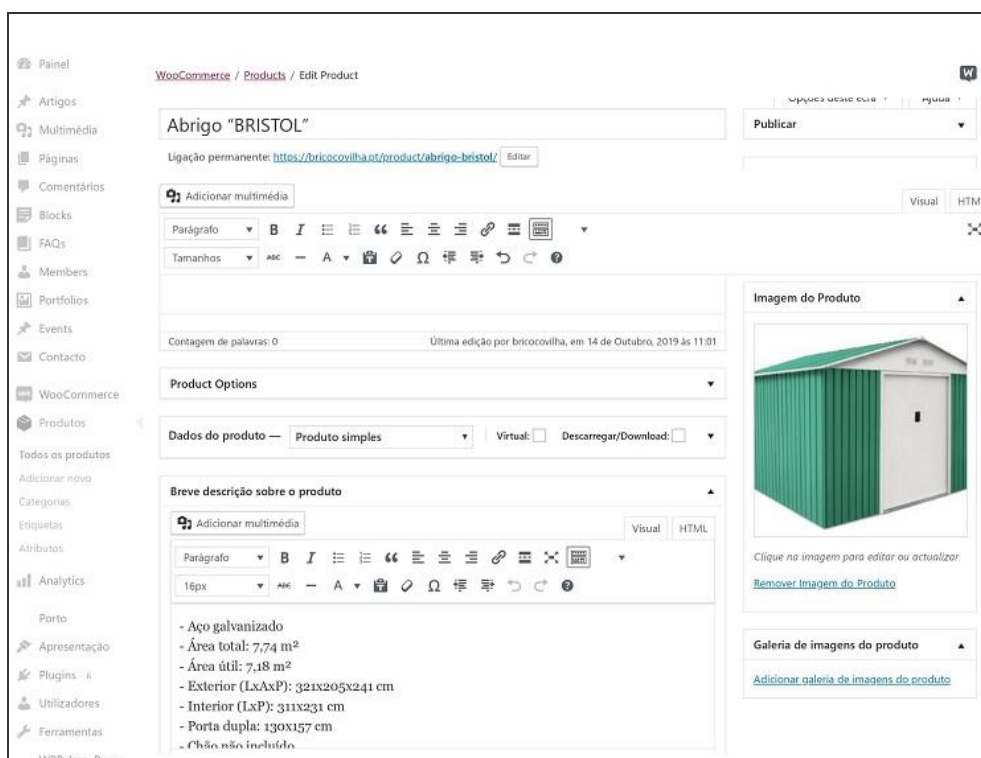 Painel
Artigos
Multimédia
Páginas
Comentários
Blocks
FAQs
Members
Portfolios
Events
Contacto
WooCommerce
Produtos
Todos os produtos
Adicionar novo
Categorias
Etiquetas
Atributos
Analytics
Porto
Apresentação
Plugins 6
Utilizadores
Ferramentas
WooCommerce / Products / Edit Product
W
Opções deste ecrã
Ajuda
Abrigo “BRISTOL”
Ligação permanente: https://bricocovilha.pt/product/abrigo-bristol/ Editar
Adicionar multimédia
Visual HTM
Parágrafo B I
Tamanhos ABC A Ω
Contagem de palavras: 0 Última edição por bricocovilha, em 14 de Outubro, 2019 às 11:01
Product Options
Dados do produto — Produto simples Virtual: Descarregar/Download:
Breve descrição sobre o produto
Adicionar multimédia
Visual HTML
Parágrafo B I
16px ABC A Ω
- Aço galvanizado
- Área total: 7,74 m²
- Área útil: 7,18 m²
- Exterior (LxAxP): 321x205x241 cm
- Interior (LxP): 311x231 cm
- Porta dupla: 130x157 cm
- Chão não incluído
Publicar
Imagem do Produto
Clique na imagem para editar ou actualizar
Remover Imagem do Produto
Galeria de imagens do produto
Adicionar galeria de imagens do produto